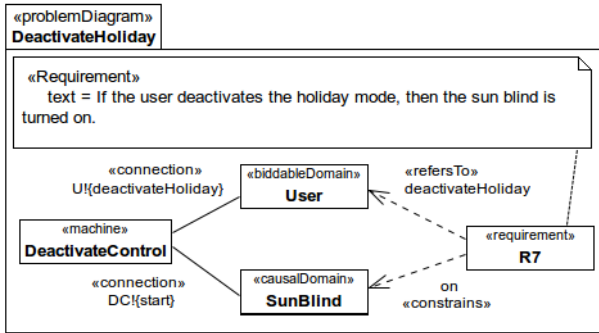 «problemDiagram»
DeactivateHoliday
«Requirement»
text = If the user deactivates the holiday mode, then the sun blind is
turned on.
«connection»
U!{deactivateHoliday}
«biddableDomain»
User
«refersTo»
deactivateHoliday
«machine»
DeactivateControl
«requirement»
R7
«connection»
DC!{start}
«causalDomain»
SunBlind
on
«constrains»